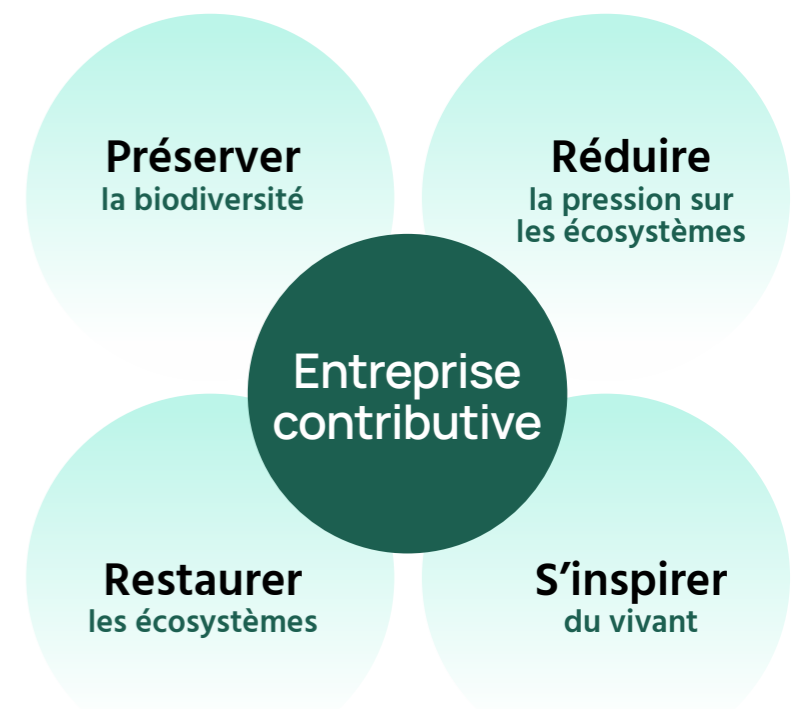 Préserver
la biodiversité
Réduire
la pression sur
les écosystèmes
Entreprise
contributive
Restaurer
les écosystèmes
S’inspirer
du vivant